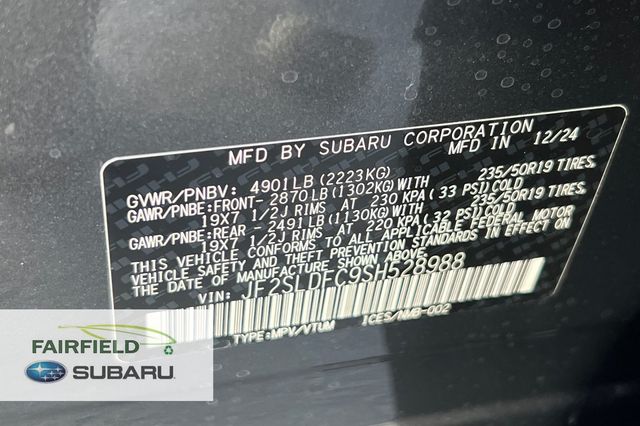 MFD BY SUBARU CORPORATION
MFD IN 12/24
GVWR/PNBV: 4901LB (2223KG)
GAWR/PNBE:FRONT- 2870LB (1302KG)WITH 235/50R19 TIRES,
19X7 1/2J RIMS AT 230 KPA (33 PSI)COLD
GAWR/PNBE:REAR - 2491LB (1130KG)WITH 235/50R19 TIRES,
19X7 1/2J RIMS AT 220 KPA (32 PSI)COLD
THIS VEHICLE CONFORMS TO ALL APPLICABLE FEDERAL MOTOR
VEHICLE SAFETY AND THEFT PREVENTION STANDARDS IN EFFECT ON
THE DATE OF MANUFACTURE SHOWN ABOVE.
VIN: JF2SLDFC9SH528988
TYPE:MPV/VTUM ICES/NMB-002
FAIRFIELD
SUBARU